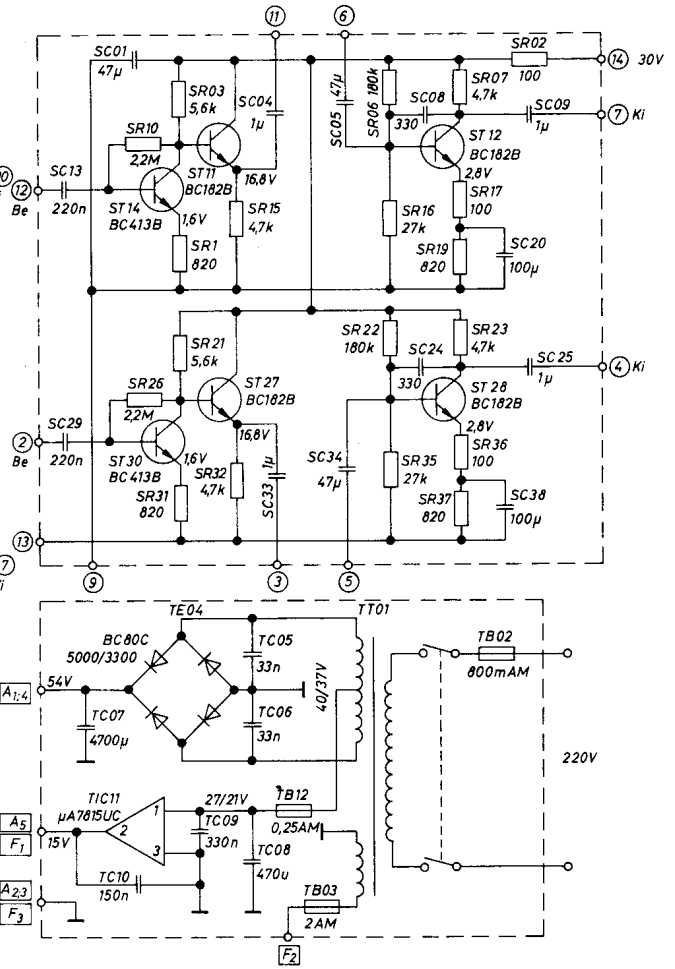 11
6
SC01
47µ
SR02
100
14 30V
SR03
5,6k
SC04
1µ
47µ
SC05
180k
SR06
SC08
330
SR07
4,7k
SC09
1µ
7 Ki
SR10
2,2M
ST12
BC182B
SC13
220n
12
Be
ST11
BC182B
16,8V
2,8V
ST14
BC413B
1,6V
SR15
4,7k
SR16
27k
SR17
100
SR1
820
SR19
820
SC20
100µ
SR21
5,6k
SR22
180k
SC24
330
SR23
4,7k
SC25
1µ
4 Ki
SR26
2,2M
ST27
BC182B
ST28
BC182B
SC29
220n
2
Be
16,8V
2,8V
ST30
BC413B
1,6V
SR31
820
SR32
4,7k
1µ
SC33
SC34
47µ
SR35
27k
SR36
100
SR37
820
SC38
100µ
13
7
9
3
5
TE04
TT01
BC80C
5000/3300
TC05
33n
TB02
800mAM
A1;4
54V
TC07
4700µ
TC06
33n
40/37V
220V
TIC11
µA7815UC
27/21V
TB12
0,25AM
A5
F1
15V
2
1
3
TC09
330n
TC08
470u
TC10
150n
A2;3
F3
TB03
2AM
F2